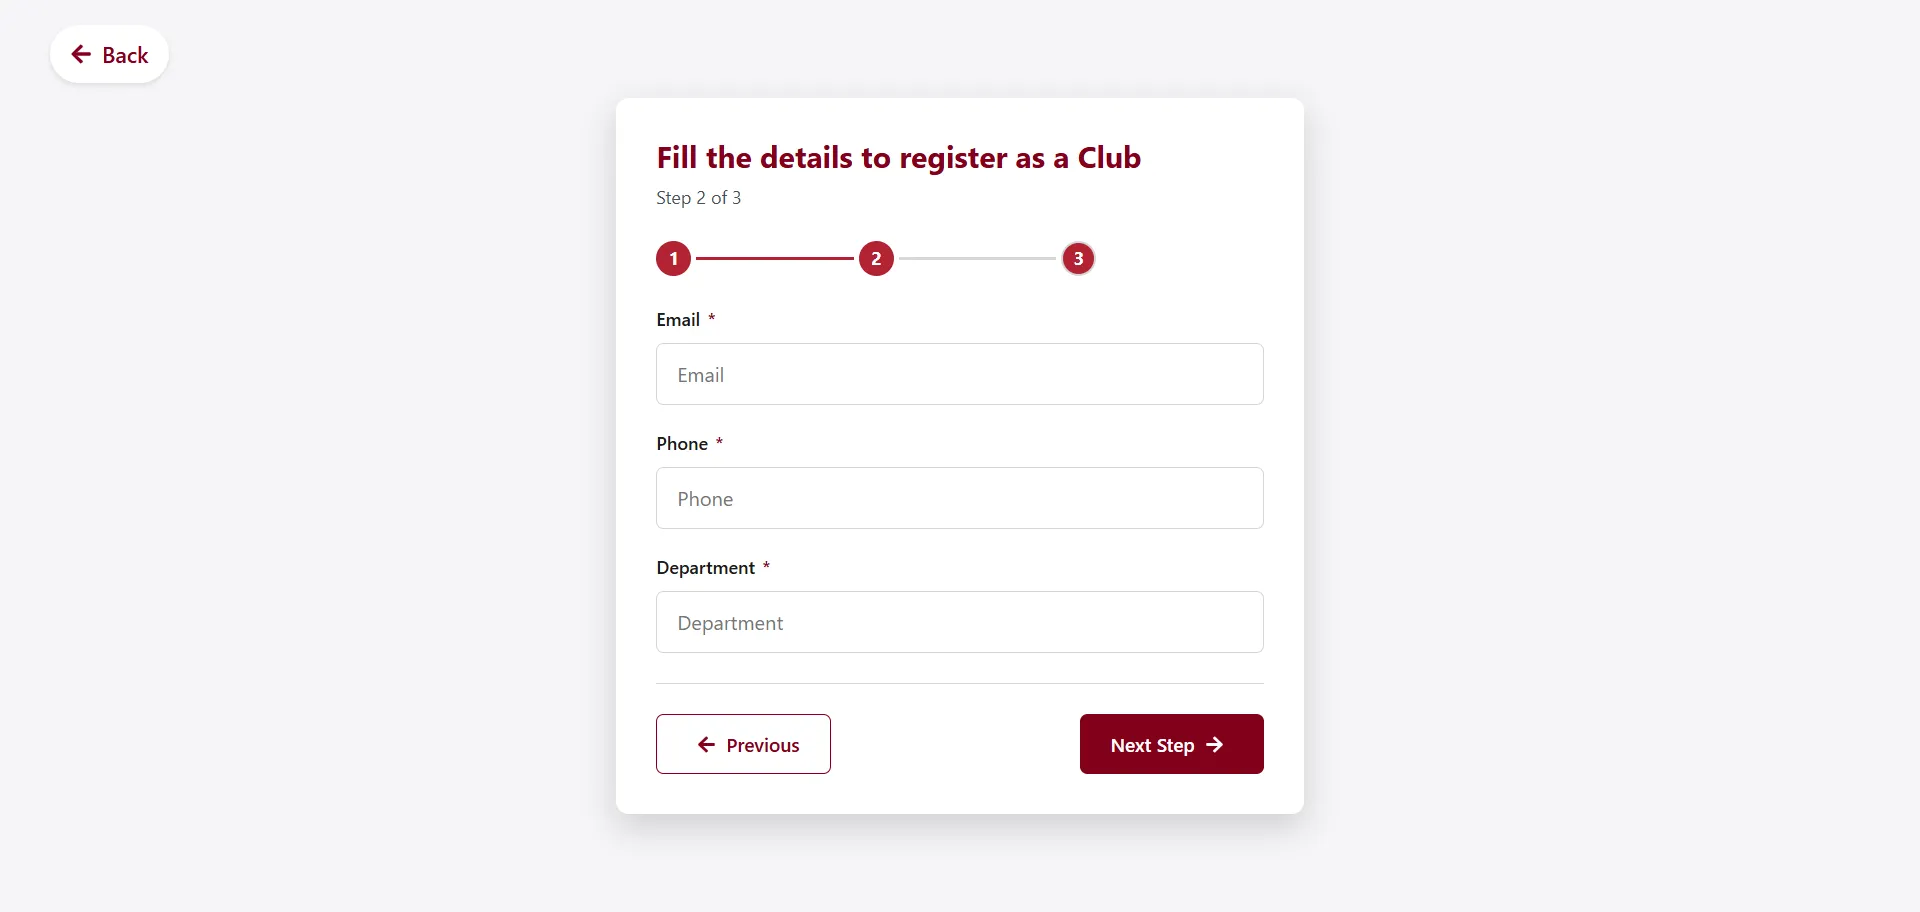 Back
Fill the details to register as a Club
Step 2 of 3
1 2 3
Email *
Email
Phone *
Phone
Department *
Department
Previous
Next Step